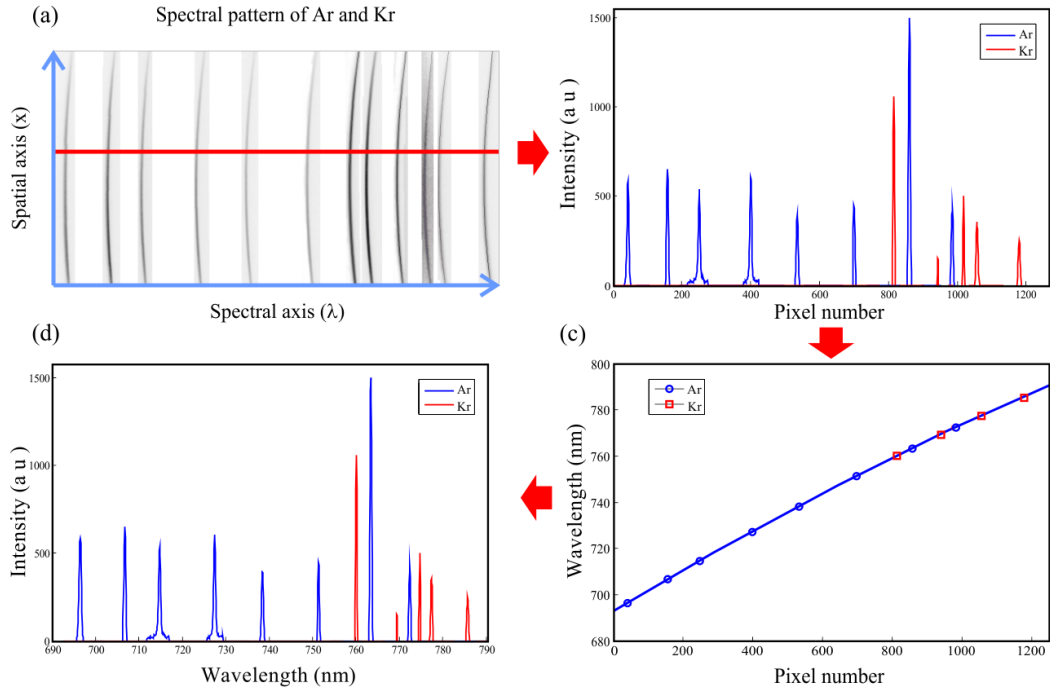 (a)
Spectral pattern of Ar and Kr
Spatial axis (x)
Spectral axis (λ)
1500
1000
500
0
Intensity (a u)
Ar
Kr
0 200 400 600 800 1000 1200
Pixel number
(d)
1500
1000
500
0
Intensity (a u)
Ar
Kr
690 700 710 720 730 740 750 760 770 780 790
Wavelength (nm)
(c)
800
780
760
740
720
700
680
Wavelength (nm)
Ar
Kr
0 200 400 600 800 1000 1200
Pixel number